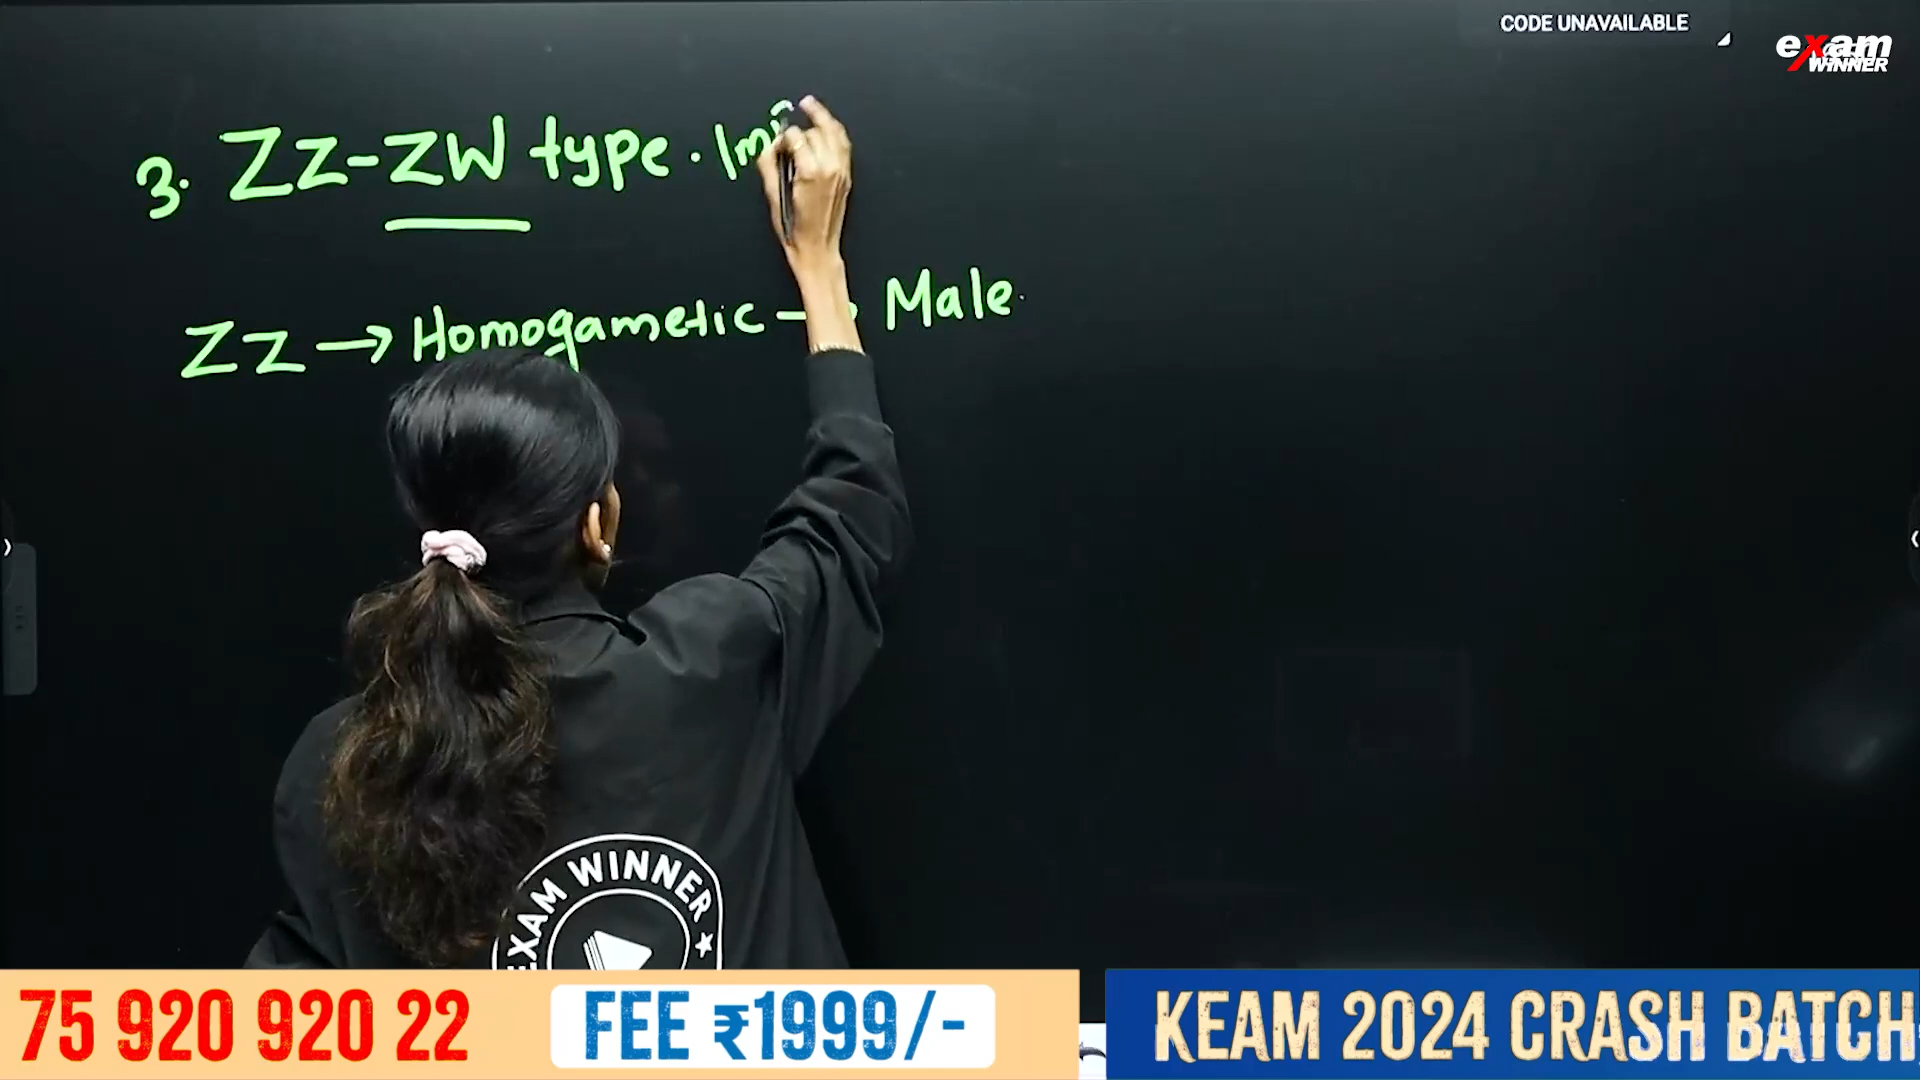 CODE UNAVAILABLE
exam
WINNER
3. ZZ-ZW type.
ZZ → Homogametic → Male.
EXAM WINNER ★
75 920 920 22
FEE ₹1999/-
KEAM 2024 CRASH BATCH